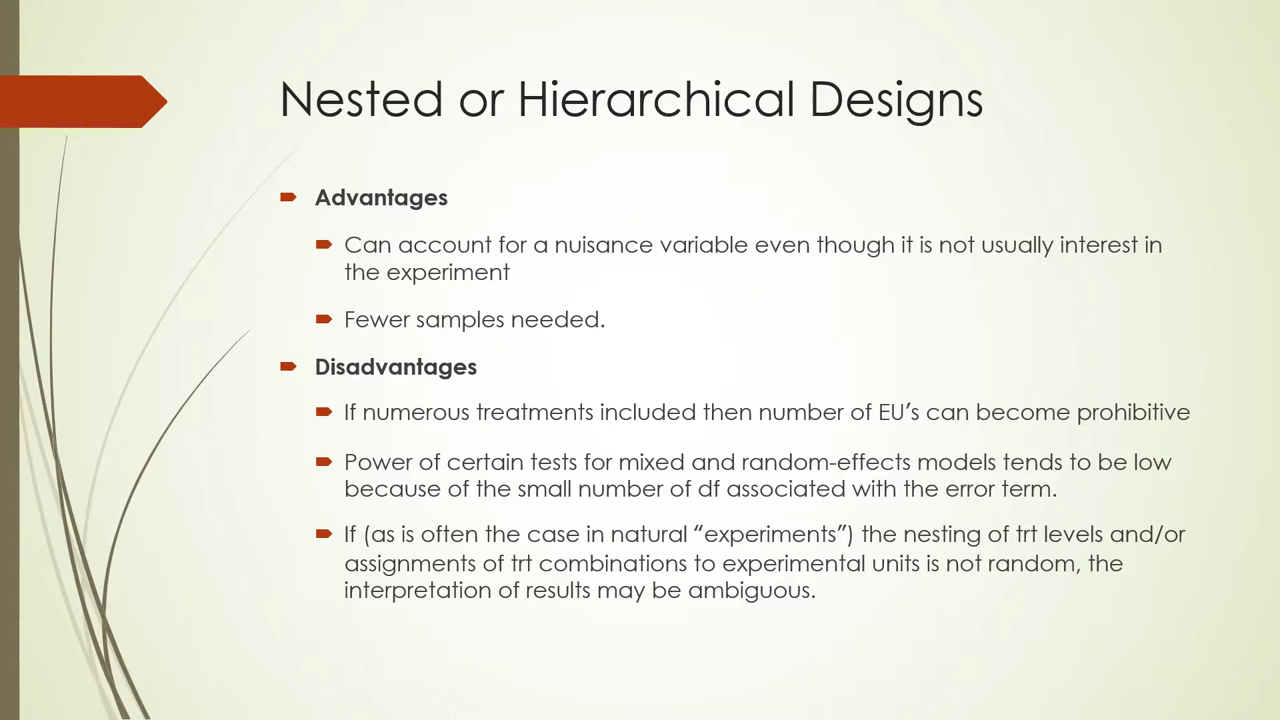 Nested or Hierarchical Designs
Advantages
Can account for a nuisance variable even though it is not usually interest in
the experiment
Fewer samples needed.
Disadvantages
If numerous treatments included then number of EU’s can become prohibitive
Power of certain tests for mixed and random-effects models tends to be low
because of the small number of df associated with the error term.
If (as is often the case in natural “experiments”) the nesting of trt levels and/or
assignments of trt combinations to experimental units is not random, the
interpretation of results may be ambiguous.